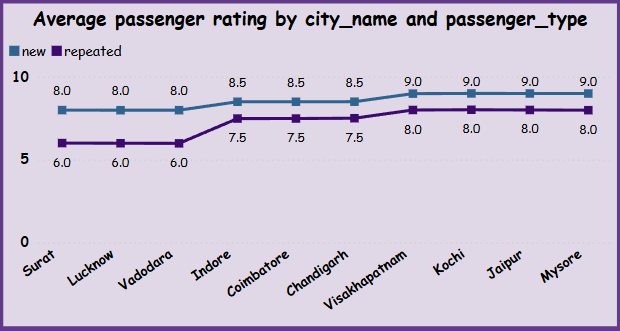 Average passenger rating by city_name and passenger_type
new repeated
10
8.0 8.0 8.0 8.5 8.5 8.5 9.0 9.0 9.0 9.0
5
6.0 6.0 6.0 7.5 7.5 7.5 8.0 8.0 8.0 8.0
0
Surat Lucknow Vadodara Indore Coimbatore Chandigarh Visakhapatnam Kochi Jaipur Mysore